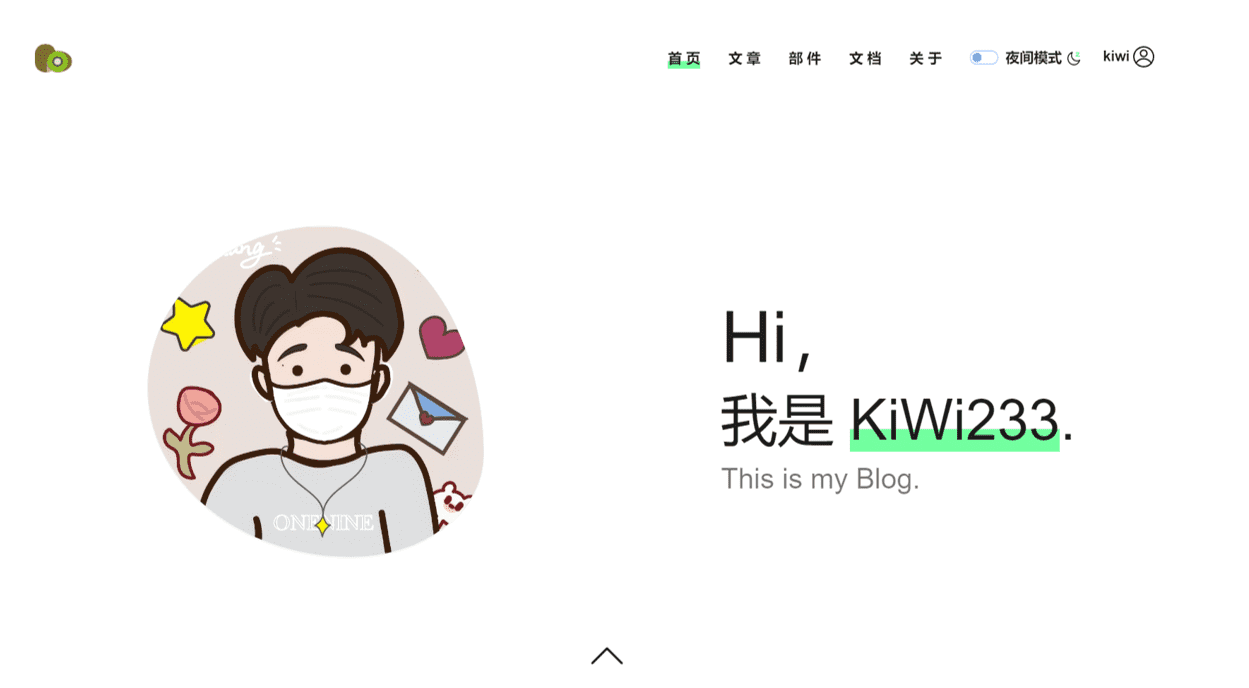 首页 文章 部件 文档 关于 夜间模式 kiwi
Hi,
我是 KiWi233.
This is my Blog.